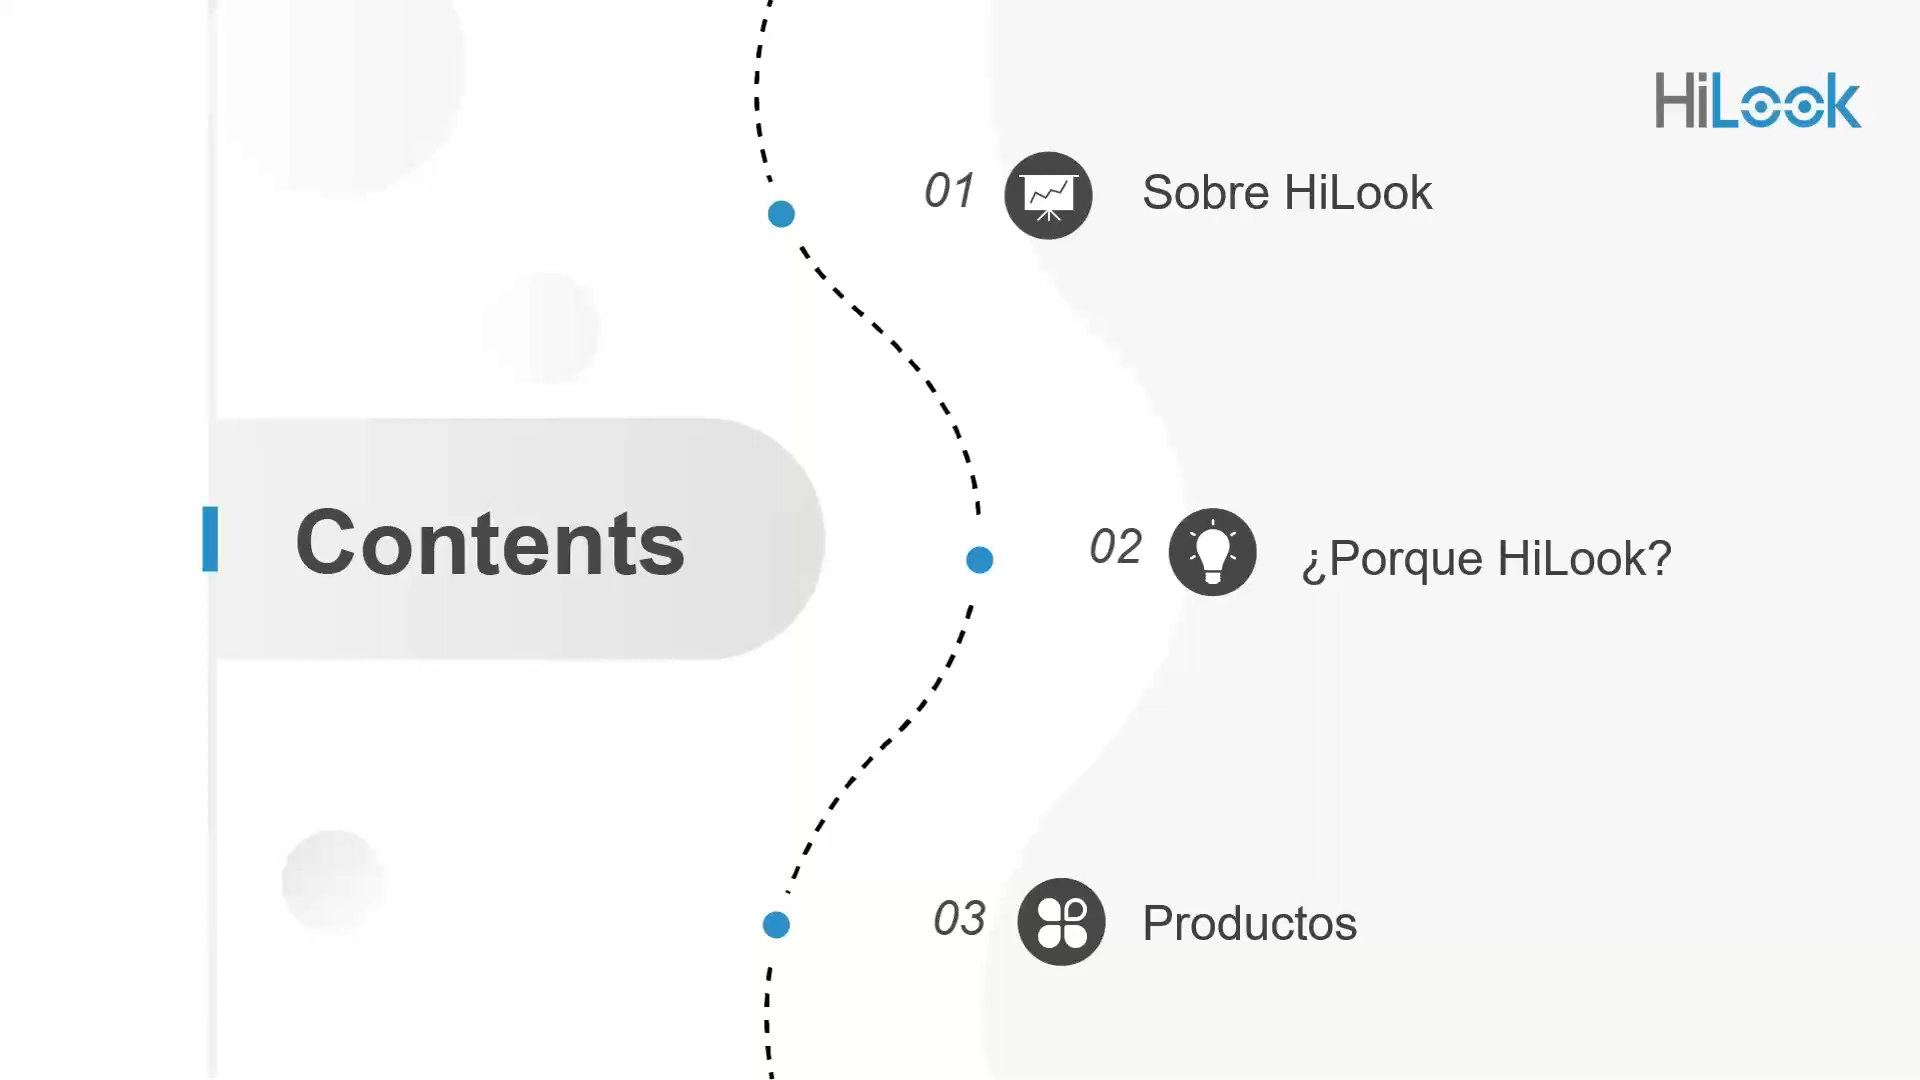 HiLook
01 Sobre HiLook
Contents
02 ¿Porque HiLook?
03 Productos